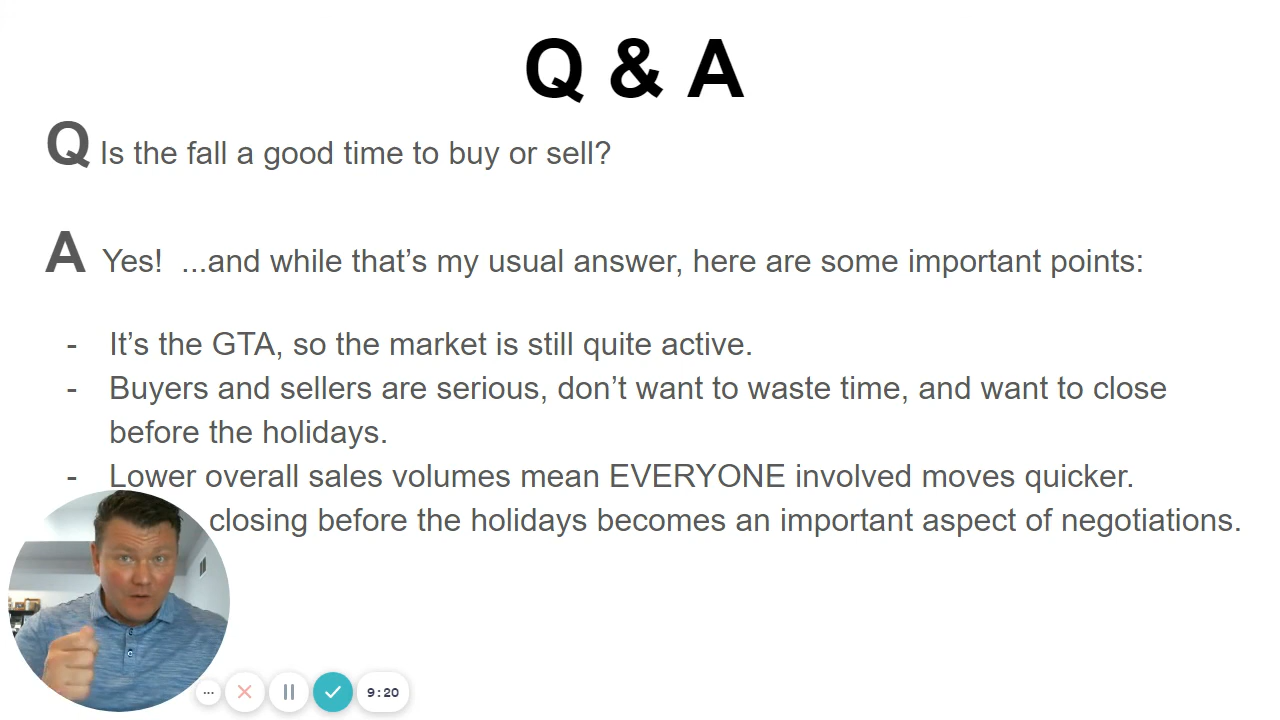 Q & A
Q Is the fall a good time to buy or sell?
A Yes!  ...and while that’s my usual answer, here are some important points:
- It’s the GTA, so the market is still quite active.
- Buyers and sellers are serious, don’t want to waste time, and want to close
before the holidays.
- Lower overall sales volumes mean EVERYONE involved moves quicker.
closing before the holidays becomes an important aspect of negotiations.
9:20